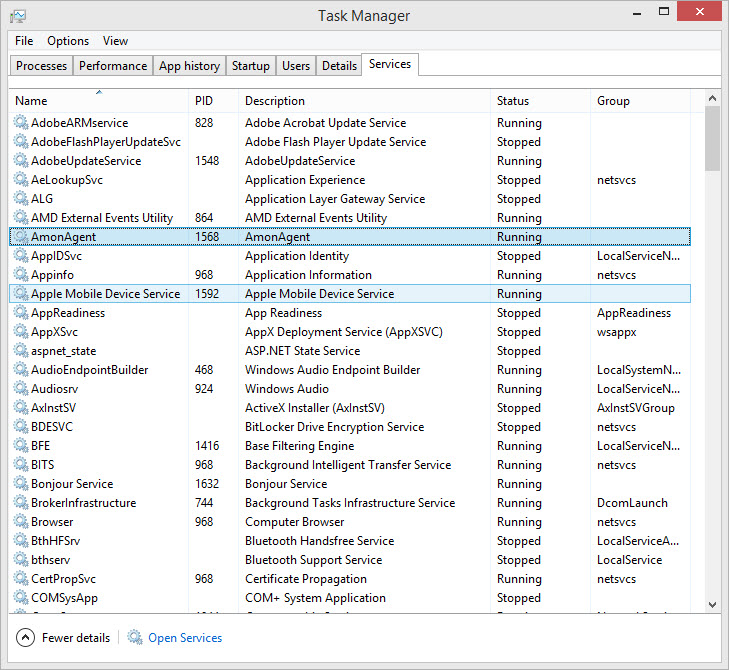 Task Manager
File Options View
Processes Performance App history Startup Users Details Services
Name PID Description Status Group
AdobeARMservice 828 Adobe Acrobat Update Service Running
AdobeFlashPlayerUpdateSvc Adobe Flash Player Update Service Stopped
AdobeUpdateService 1548 AdobeUpdateService Running
AeLookupSvc Application Experience Stopped netsvcs
ALG Application Layer Gateway Service Stopped
AMD External Events Utility 864 AMD External Events Utility Running
AmonAgent 1568 AmonAgent Running
AppIDSvc Application Identity Stopped LocalServiceN...
Appinfo 968 Application Information Running netsvcs
Apple Mobile Device Service 1592 Apple Mobile Device Service Running
AppReadiness App Readiness Stopped AppReadiness
AppXSvc AppX Deployment Service (AppXSVC) Stopped wsappx
aspnet_state ASP.NET State Service Stopped
AudioEndpointBuilder 468 Windows Audio Endpoint Builder Running LocalSystemN...
Audiosrv 924 Windows Audio Running LocalServiceN...
AxInstSV ActiveX Installer (AxInstSV) Stopped AxInstSVGroup
BDESVC BitLocker Drive Encryption Service Stopped netsvcs
BFE 1416 Base Filtering Engine Running LocalServiceN...
BITS 968 Background Intelligent Transfer Service Running netsvcs
Bonjour Service 1632 Bonjour Service Running
BrokerInfrastructure 744 Background Tasks Infrastructure Service Running DcomLaunch
Browser 968 Computer Browser Running netsvcs
BthHFSrv Bluetooth Handsfree Service Stopped LocalServiceA...
bthserv Bluetooth Support Service Stopped LocalService
CertPropSvc 968 Certificate Propagation Running netsvcs
COMSysApp COM+ System Application Stopped
Fewer details Open Services